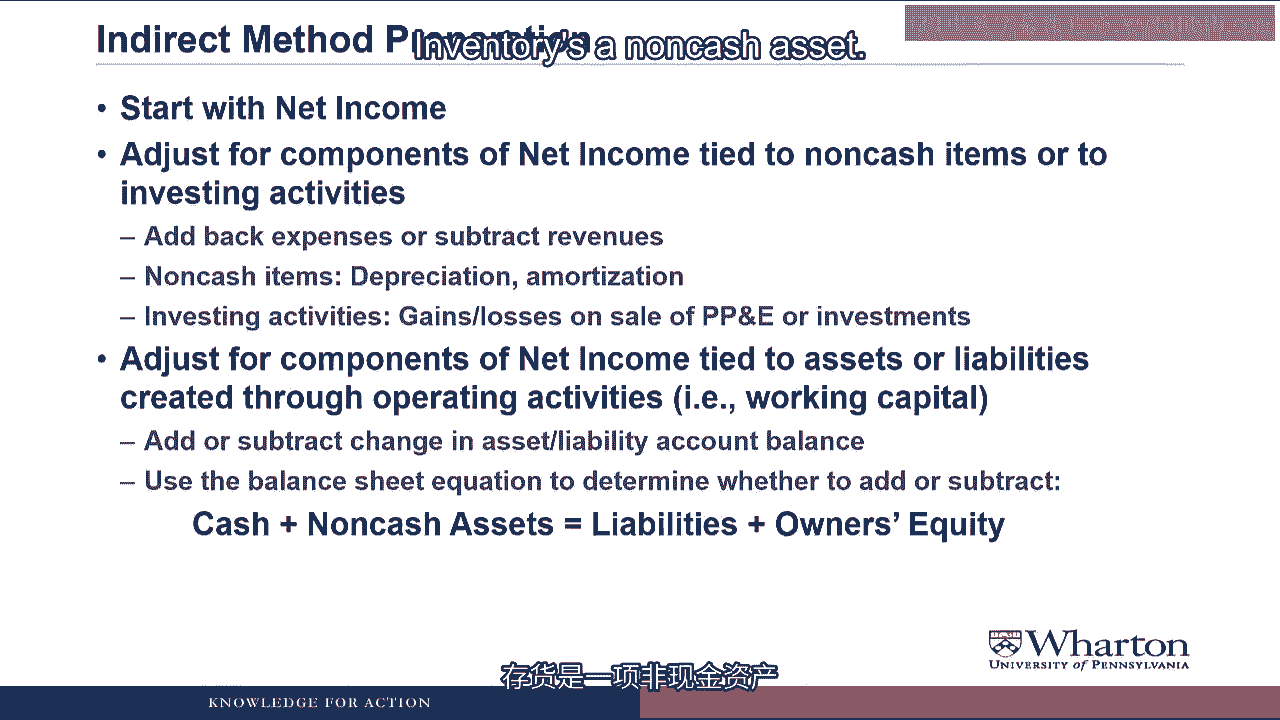 Indirect Method Preparation
Inventory's a noncash asset.
• Start with Net Income
• Adjust for components of Net Income tied to noncash items or to
investing activities
– Add back expenses or subtract revenues
– Noncash items: Depreciation, amortization
– Investing activities: Gains/losses on sale of PP&E or investments
• Adjust for components of Net Income tied to assets or liabilities
created through operating activities (i.e., working capital)
– Add or subtract change in asset/liability account balance
– Use the balance sheet equation to determine whether to add or subtract:
Cash + Noncash Assets = Liabilities + Owners’ Equity
Wharton
UNIVERSITY of PENNSYLVANIA
存货是一项非现金资产
KNOWLEDGE FOR ACTION